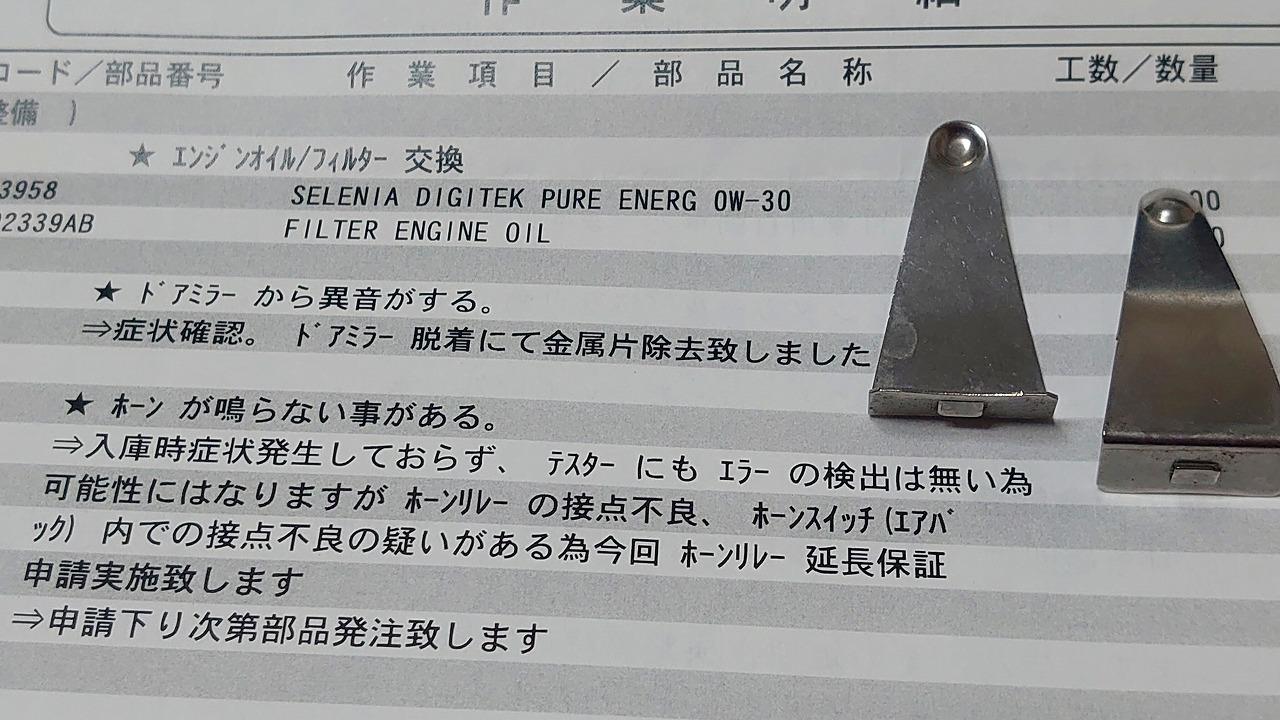 作業明細
コード／部品番号 作業項目／部品名称 工数／数量
整備 )
★ ｴﾝｼﾞﾝｵｲﾙ/ﾌｨﾙﾀｰ 交換
3958 SELENIA DIGITEK PURE ENERG 0W-30 00
02339AB FILTER ENGINE OIL 0
★ ﾄﾞｱﾐﾗｰ から異音がする。
⇒症状確認。 ﾄﾞｱﾐﾗｰ 脱着にて金属片除去致しました
★ ﾎｰﾝ が鳴らない事がある。
⇒入庫時症状発生しておらず、 ﾃｽﾀｰ にも ｴﾗｰ の検出は無い為
可能性にはなりますが ﾎｰﾝﾘﾚｰ の接点不良、 ﾎｰﾝｽｲｯﾁ(ｴｱﾊﾞ
ｯｸ) 内での接点不良の疑いがある為今回 ﾎｰﾝﾘﾚｰ 延長保証
申請実施致します
⇒申請下り次第部品発注致します